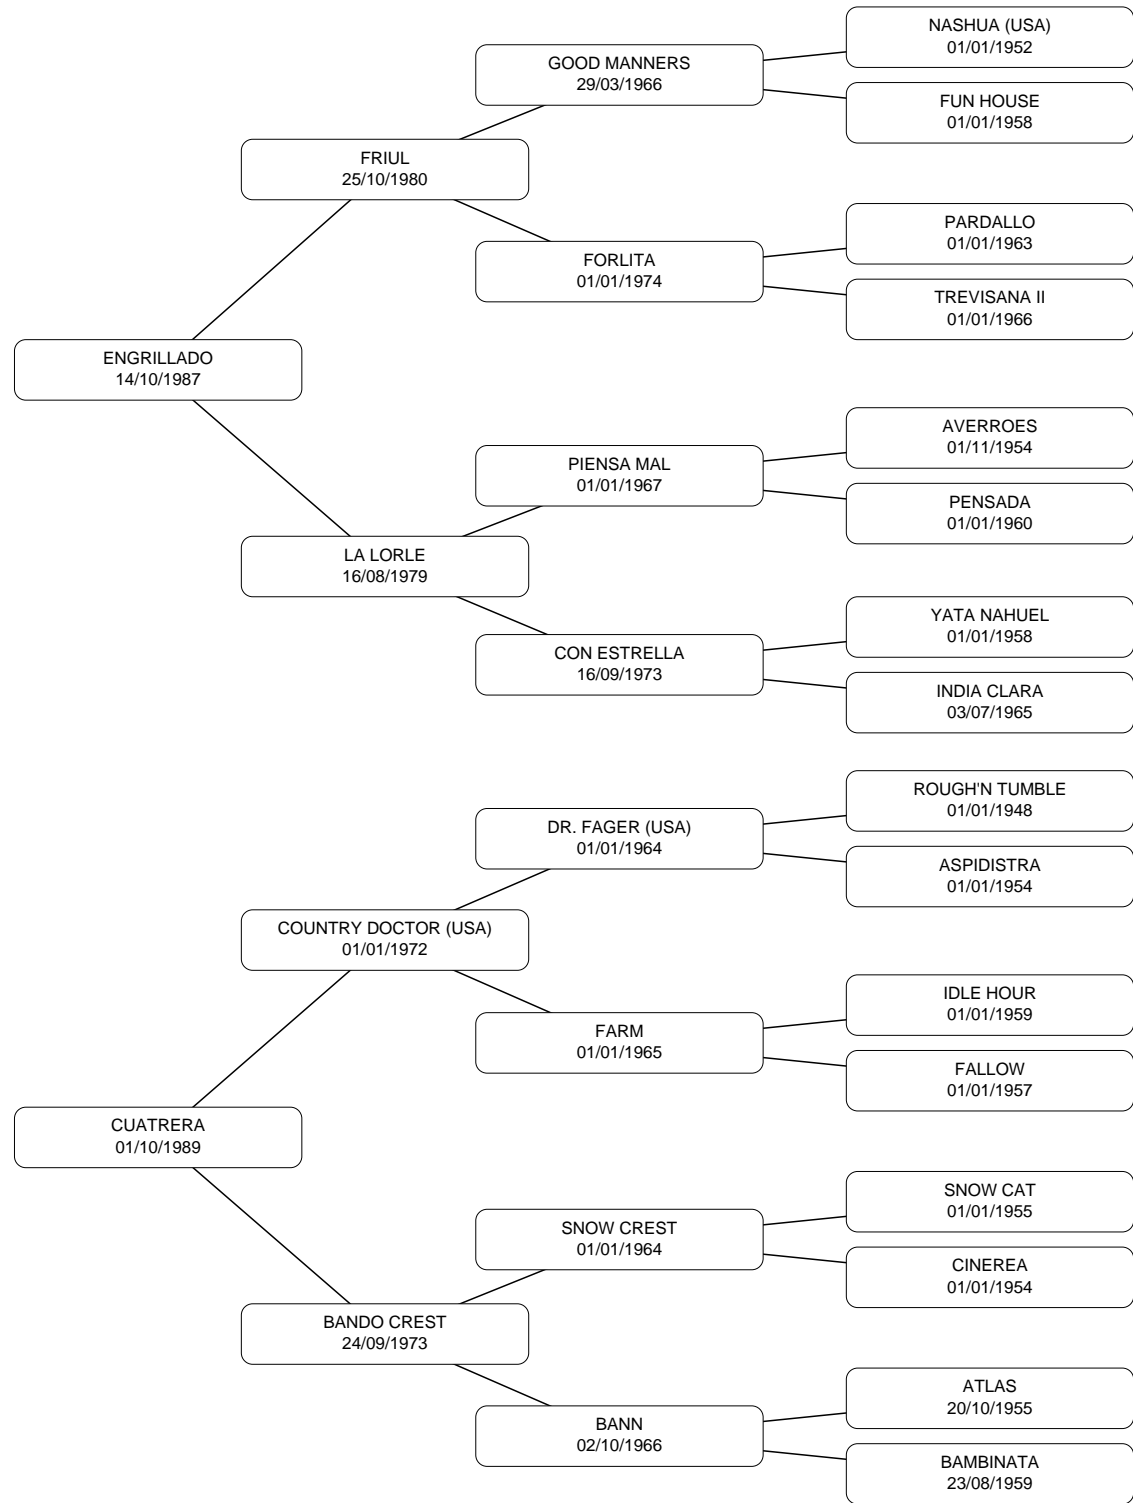 NASHUA (USA)
01/01/1952
GOOD MANNERS
29/03/1966
FUN HOUSE
01/01/1958
FRIUL
25/10/1980
PARDALLO
01/01/1963
FORLITA
01/01/1974
TREVISANA II
01/01/1966
ENGRILLADO
14/10/1987
AVERROES
01/11/1954
PIENSA MAL
01/01/1967
PENSADA
01/01/1960
LA LORLE
16/08/1979
YATA NAHUEL
01/01/1958
CON ESTRELLA
16/09/1973
INDIA CLARA
03/07/1965
ROUGH'N TUMBLE
01/01/1948
DR. FAGER (USA)
01/01/1964
ASPIDISTRA
01/01/1954
COUNTRY DOCTOR (USA)
01/01/1972
IDLE HOUR
01/01/1959
FARM
01/01/1965
FALLOW
01/01/1957
CUATRERA
01/10/1989
SNOW CAT
01/01/1955
SNOW CREST
01/01/1964
CINEREA
01/01/1954
BANDO CREST
24/09/1973
ATLAS
20/10/1955
BANN
02/10/1966
BAMBINATA
23/08/1959